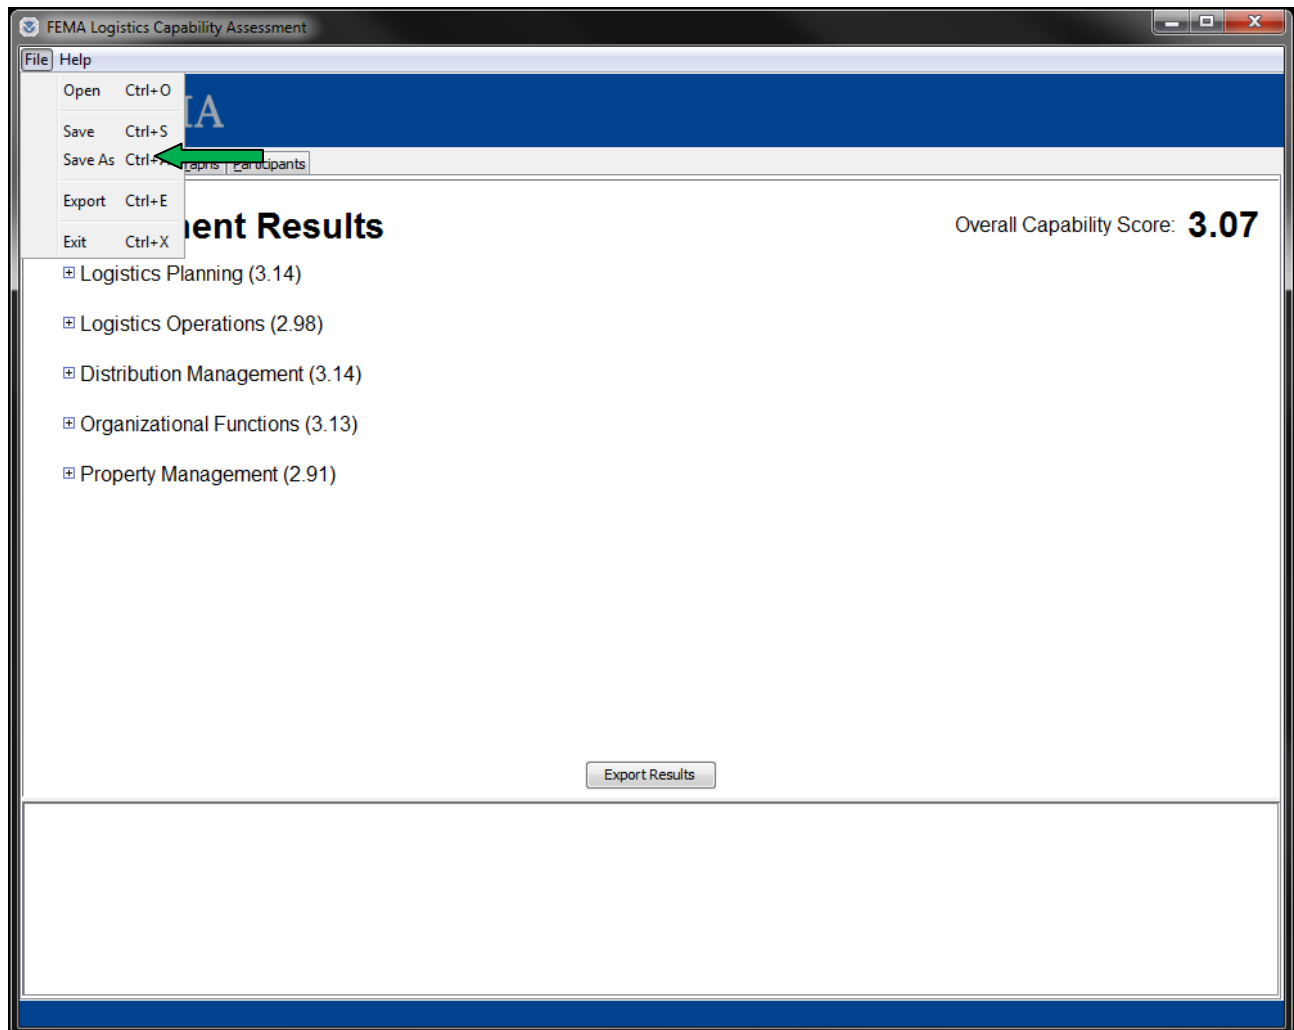 FEMA Logistics Capability Assessment
File Help
Open Ctrl+O
Save Ctrl+S
Save As
Participants
Export Ctrl+E
Exit Ctrl+X
Results
Overall Capability Score: 3.07
Logistics Planning (3.14)
Logistics Operations (2.98)
Distribution Management (3.14)
Organizational Functions (3.13)
Property Management (2.91)
Export Results